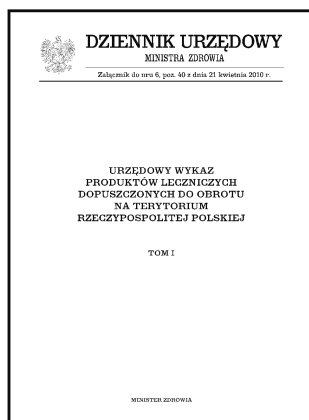 DZIENNIK URZĘDOWY
MINISTRA ZDROWIA
Załącznik do nru 6, poz. 40 z dnia 21 kwietnia 2010 r.
URZĘDOWY WYKAZ
PRODUKTÓW LECZNICZYCH
DOPUSZCZONYCH DO OBROTU
NA TERYTORIUM
RZECZYPOSPOLITEJ POLSKIEJ
TOM I
MINISTER ZDROWIA